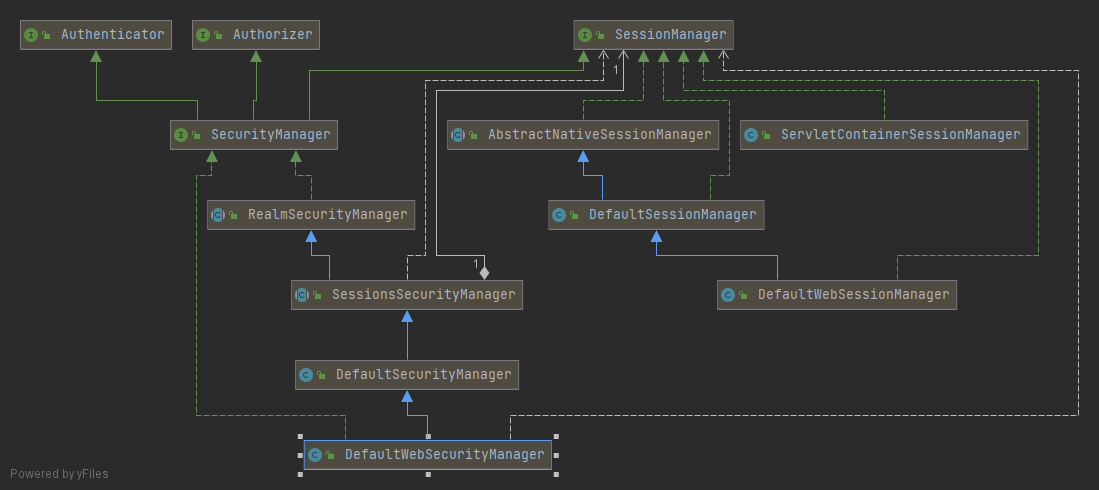 Authenticator
Authorizer
SessionManager
1
SecurityManager
AbstractNativeSessionManager
ServletContainerSessionManager
RealmSecurityManager
DefaultSessionManager
1
SessionsSecurityManager
DefaultWebSessionManager
DefaultSecurityManager
DefaultWebSecurityManager
Powered by yFiles